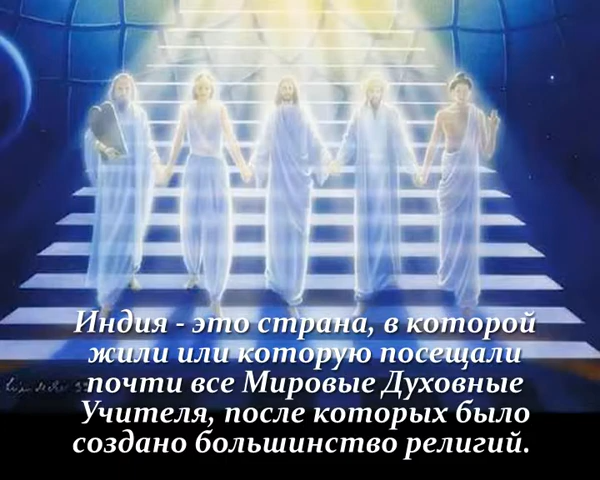 Индия - это страна, в которой
жили или которую посещали
почти все Мировые Духовные
Учителя, после которых было
создано большинство религий.